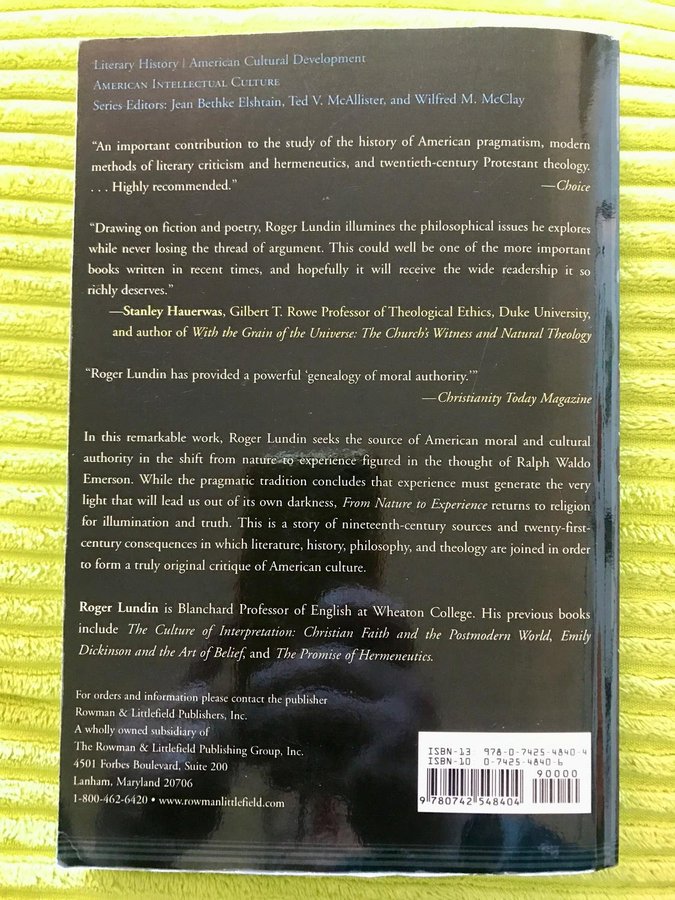 Literary History | American Cultural Development
American Intellectual Culture
Series Editors: Jean Bethke Elshtain, Ted V. McAllister, and Wilfred M. McClay
“An important contribution to the study of the history of American pragmatism, modern
methods of literary criticism and hermeneutics, and twentieth-century Protestant theology.
. . . Highly recommended.” —Choice
“Drawing on fiction and poetry, Roger Lundin illumines the philosophical issues he explores
while never losing the thread of argument. This could well be one of the more important
books written in recent times, and hopefully it will receive the wide readership it so
richly deserves.”
—Stanley Hauerwas, Gilbert T. Rowe Professor of Theological Ethics, Duke University,
and author of With the Grain of the Universe: The Church’s Witness and Natural Theology
“Roger Lundin has provided a powerful ‘genealogy of moral authority.’”
—Christianity Today Magazine
In this remarkable work, Roger Lundin seeks the source of American moral and cultural
authority in the shift from nature to experience figured in the thought of Ralph Waldo
Emerson. While the pragmatic tradition concludes that experience must generate the very
light that will lead us out of its own darkness, From Nature to Experience returns to religion
for illumination and truth. This is a story of nineteenth-century sources and twenty-first-
century consequences in which literature, history, philosophy, and theology are joined in order
to form a truly original critique of American culture.
Roger Lundin is Blanchard Professor of English at Wheaton College. His previous books
include The Culture of Interpretation: Christian Faith and the Postmodern World, Emily
Dickinson and the Art of Belief, and The Promise of Hermeneutics.
For orders and information please contact the publisher
Rowman & Littlefield Publishers, Inc.
A wholly owned subsidiary of
The Rowman & Littlefield Publishing Group, Inc.
4501 Forbes Boulevard, Suite 200
Lanham, Maryland 20706
1-800-462-6420 • www.rowmanlittlefield.com
ISBN-13 978-0-7425-4840-4
ISBN-10 0-7425-4840-6
90000
9 780742 548404